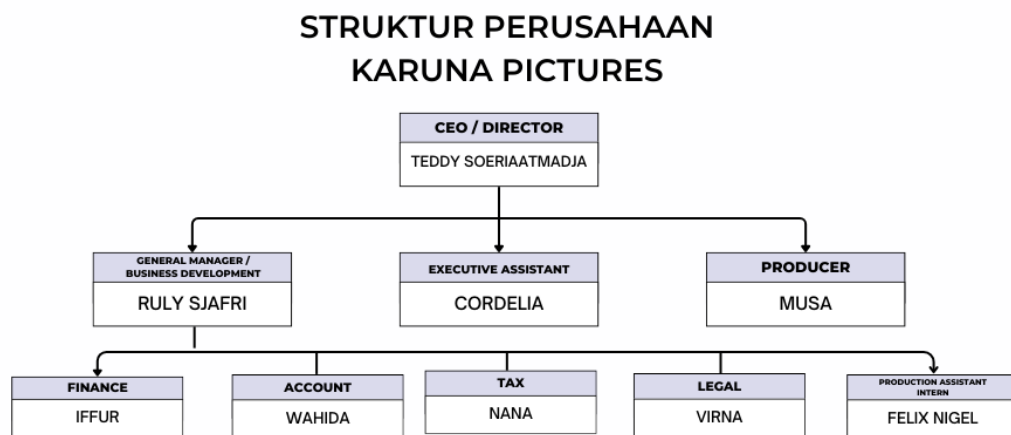 STRUKTUR PERUSAHAAN
KARUNA PICTURES
CEO / DIRECTOR
TEDDY SOERIAATMADJA
GENERAL MANAGER /
BUSINESS DEVELOPMENT
RULY SJAFRI
EXECUTIVE ASSISTANT
CORDELIA
PRODUCER
MUSA
FINANCE
IFFUR
ACCOUNT
WAHIDA
TAX
NANA
LEGAL
VIRNA
PRODUCTION ASSISTANT
INTERN
FELIX NIGEL